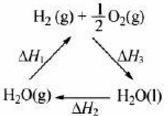 H₂(g) + 1/2 O₂(g)
ΔH₁ ΔH₃
H₂O(g) ΔH₂ H₂O(l)